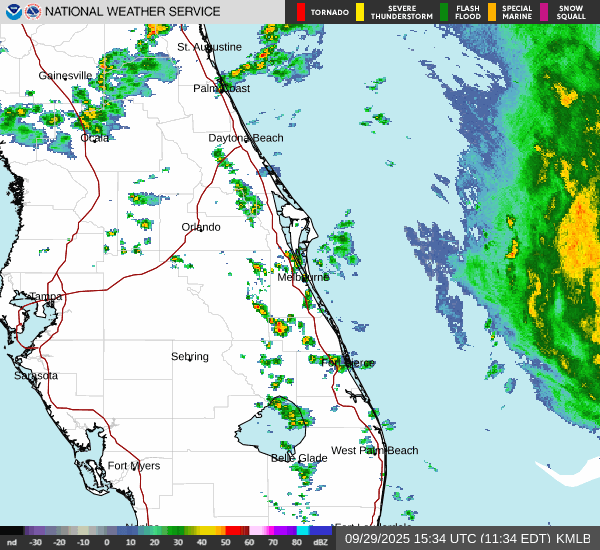 NATIONAL WEATHER SERVICE
TORNADO
SEVERE THUNDERSTORM
FLASH FLOOD
SPECIAL MARINE
SNOW SQUALL
St. Augustine
Gainesville
Palm Coast
Ocala
Daytona Beach
Orlando
Melbourne
Tampa
Sebring
Fort Pierce
Sarasota
West Palm Beach
Belle Glade
Fort Myers
Fort Lauderdale
nd -30 -20 -10 0 10 20 30 40 50 60 70 80 dBZ
09/29/2025 15:34 UTC (11:34 EDT) KMLB